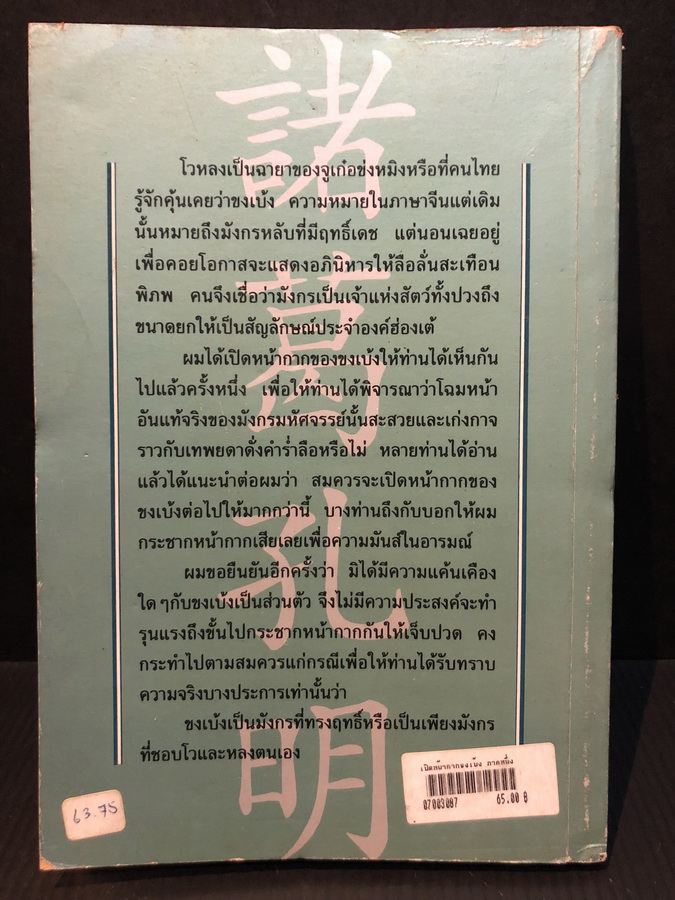 諸葛孔明
โวหลงเป็นฉายาของจูเก๋อช่งหมิงหรือที่คนไทย
รู้จักคุ้นเคยว่าขงเบ้ง ความหมายในภาษาจีนแต่เดิม
นั้นหมายถึงมังกรหลับที่มีฤทธิ์เดช แต่นอนเฉยอยู่
เพื่อคอยโอกาสจะแสดงอภินิหารให้ลือลั่นสะเทือน
พิภพ คนจึงเชื่อว่ามังกรเป็นเจ้าแห่งสัตว์ทั้งปวงถึง
ขนาดยกให้เป็นสัญลักษณ์ประจำองค์ฮ่องเต้
ผมได้เปิดหน้ากากของขงเบ้งให้ท่านได้เห็นกัน
ไปแล้วครั้งหนึ่ง เพื่อให้ท่านได้พิจารณาว่าโฉมหน้า
อันแท้จริงของมังกรมหัศจรรย์นั้นสะสวยและเก่งกาจ
ราวกับเทพยดาดั่งคำร่ำลือหรือไม่ หลายท่านได้อ่าน
แล้วได้แนะนำต่อผมว่า สมควรจะเปิดหน้ากากของ
ขงเบ้งต่อไปให้มากกว่านี้ บางท่านถึงกับบอกให้ผม
กระชากหน้ากากเสียเลยเพื่อความมันส์ในอารมณ์
ผมขอยืนยันอีกครั้งว่า มิได้มีความแค้นเคือง
ใด ๆกับขงเบ้งเป็นส่วนตัว จึงไม่มีความประสงค์จะทำ
รุนแรงถึงขั้นไปกระชากหน้ากากกันให้เจ็บปวด คง
กระทำไปตามสมควรแก่กรณีเพื่อให้ท่านได้รับทราบ
ความจริงบางประการเท่านั้นว่า
ขงเบ้งเป็นมังกรที่ทรงฤทธิ์หรือเป็นเพียงมังกร
ที่ชอบโวและหลงตนเอง
เปิดหน้ากากขงเบ้ง ภาคหนึ่ง
07003087 65.00 B
63.75